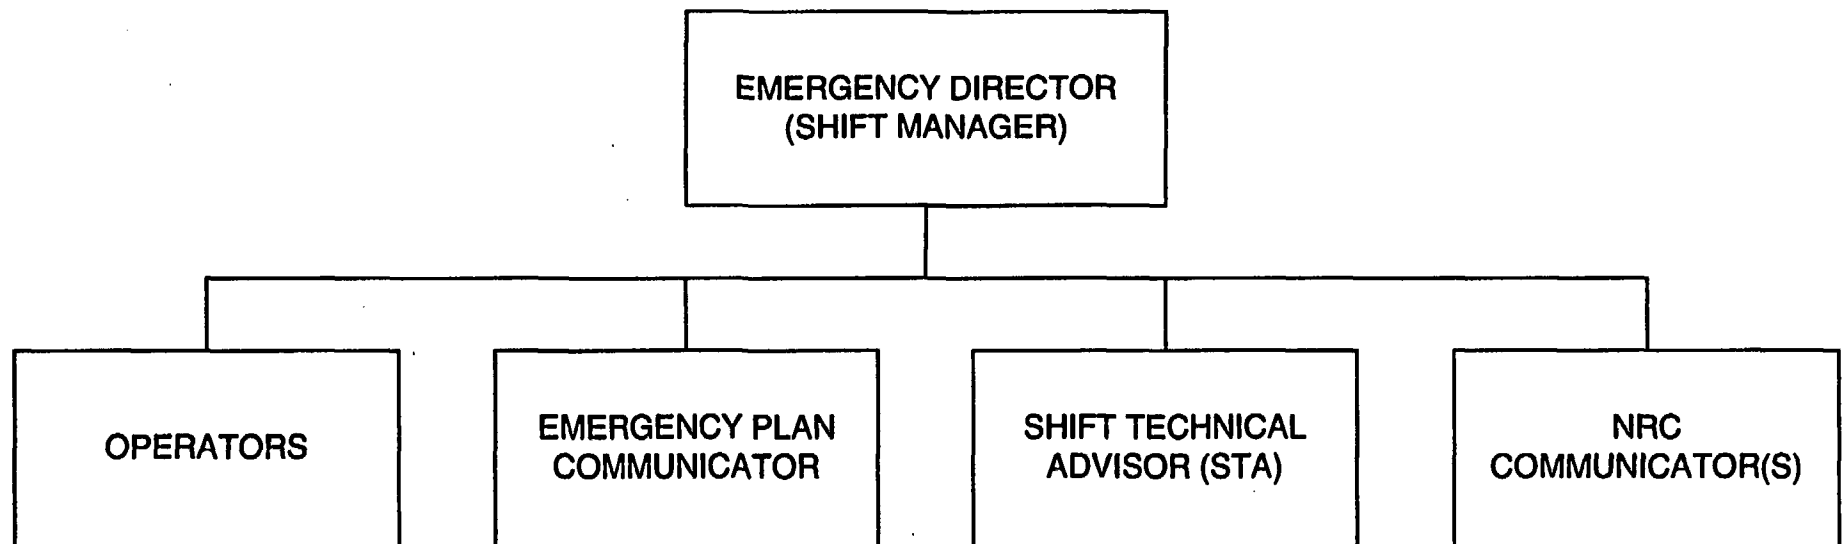 EMERGENCY DIRECTOR
(SHIFT MANAGER)
OPERATORS
EMERGENCY PLAN
COMMUNICATOR
SHIFT TECHNICAL
ADVISOR (STA)
NRC
COMMUNICATOR(S)